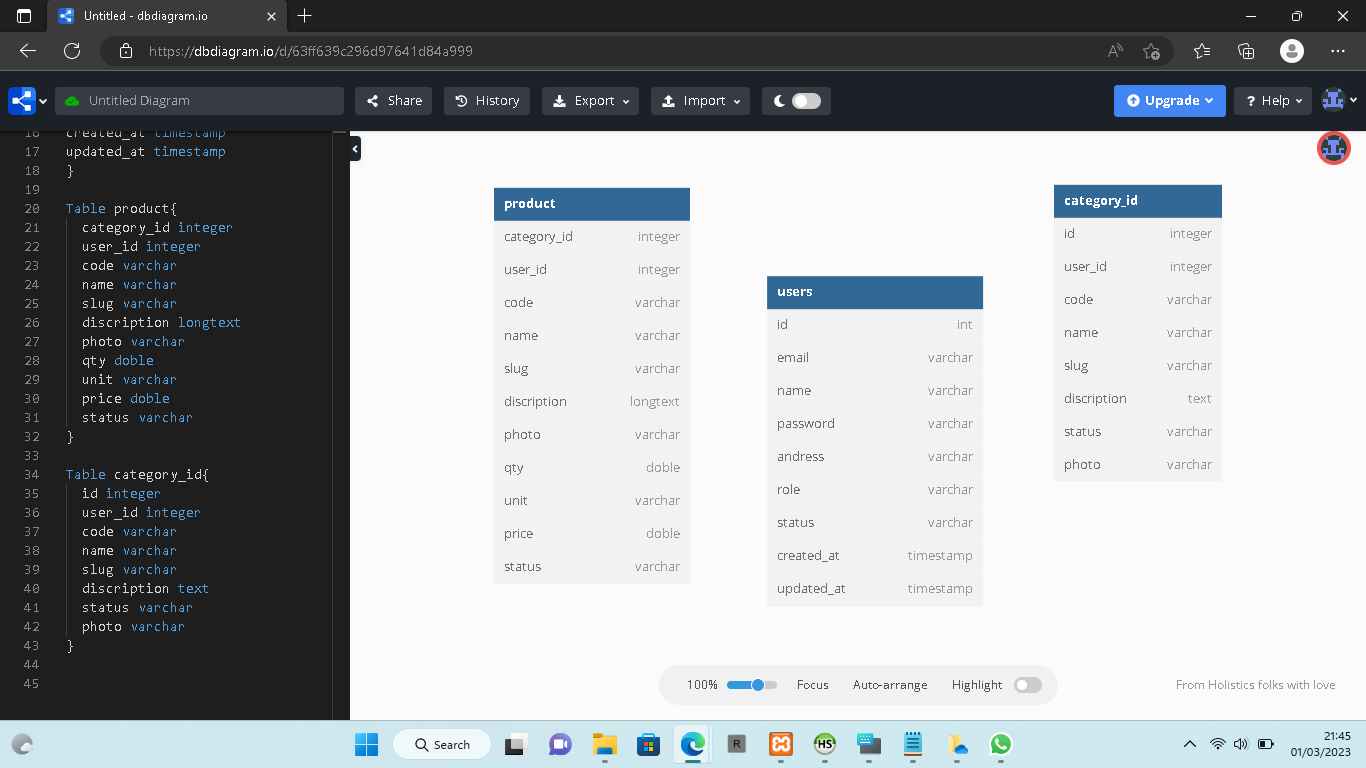 Untitled - dbdiagram.io
https://dbdiagram.io/d/63ff639c296d97641d84a999
Untitled Diagram
Share
History
Export
Import
Upgrade
? Help
16 created_at timestamp
17 updated_at timestamp
18 }
19
20 Table product{
21 category_id integer
22 user_id integer
23 code varchar
24 name varchar
25 slug varchar
26 discription longtext
27 photo varchar
28 qty doble
29 unit varchar
30 price doble
31 status varchar
32 }
33
34 Table category_id{
35 id integer
36 user_id integer
37 code varchar
38 name varchar
39 slug varchar
40 discription text
41 status varchar
42 photo varchar
43 }
44
45
product
category_id integer
user_id integer
code varchar
name varchar
slug varchar
discription longtext
photo varchar
qty doble
unit varchar
price doble
status varchar
users
id int
email varchar
name varchar
password varchar
andress varchar
role varchar
status varchar
created_at timestamp
updated_at timestamp
category_id
id integer
user_id integer
code varchar
name varchar
slug varchar
discription text
status varchar
photo varchar
100%
Focus
Auto-arrange
Highlight
From Holistics folks with love
Search
R
HS
21:45
01/03/2023